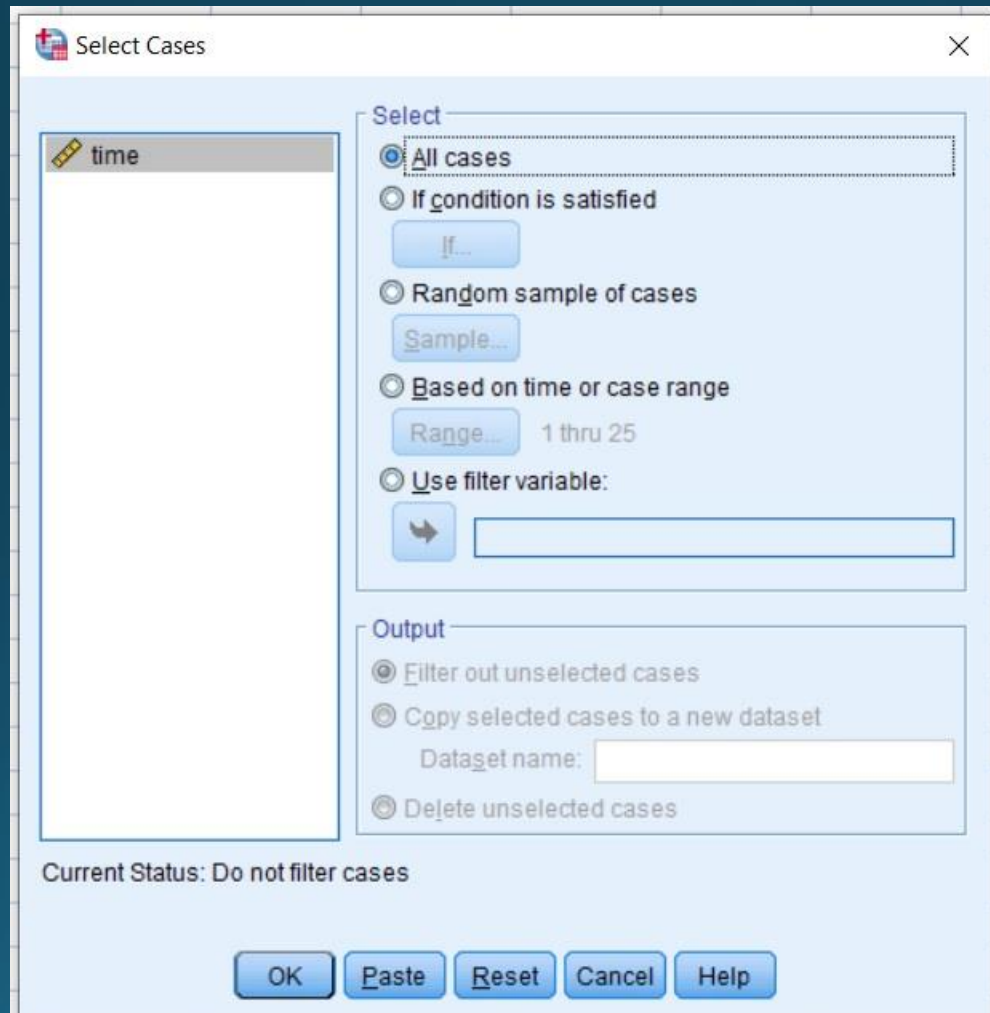 Select Cases
time
Select
All cases
If condition is satisfied
If...
Random sample of cases
Sample...
Based on time or case range
Range... 1 thru 25
Use filter variable:
Output
Filter out unselected cases
Copy selected cases to a new dataset
Dataset name:
Delete unselected cases
Current Status: Do not filter cases
OK Paste Reset Cancel Help